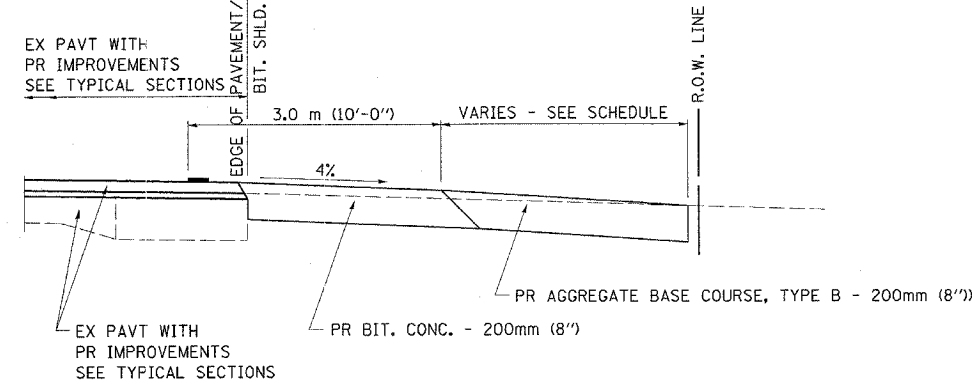 EX PAVT WITH
PR IMPROVEMENTS
SEE TYPICAL SECTIONS
EDGE OF PAVEMENT/
BIT. SHLD.
R.O.W. LINE
3.0 m (10'-0")
VARIES - SEE SCHEDULE
4%
PR AGGREGATE BASE COURSE, TYPE B - 200mm (8")
PR BIT. CONC. - 200mm (8")
EX PAVT WITH
PR IMPROVEMENTS
SEE TYPICAL SECTIONS